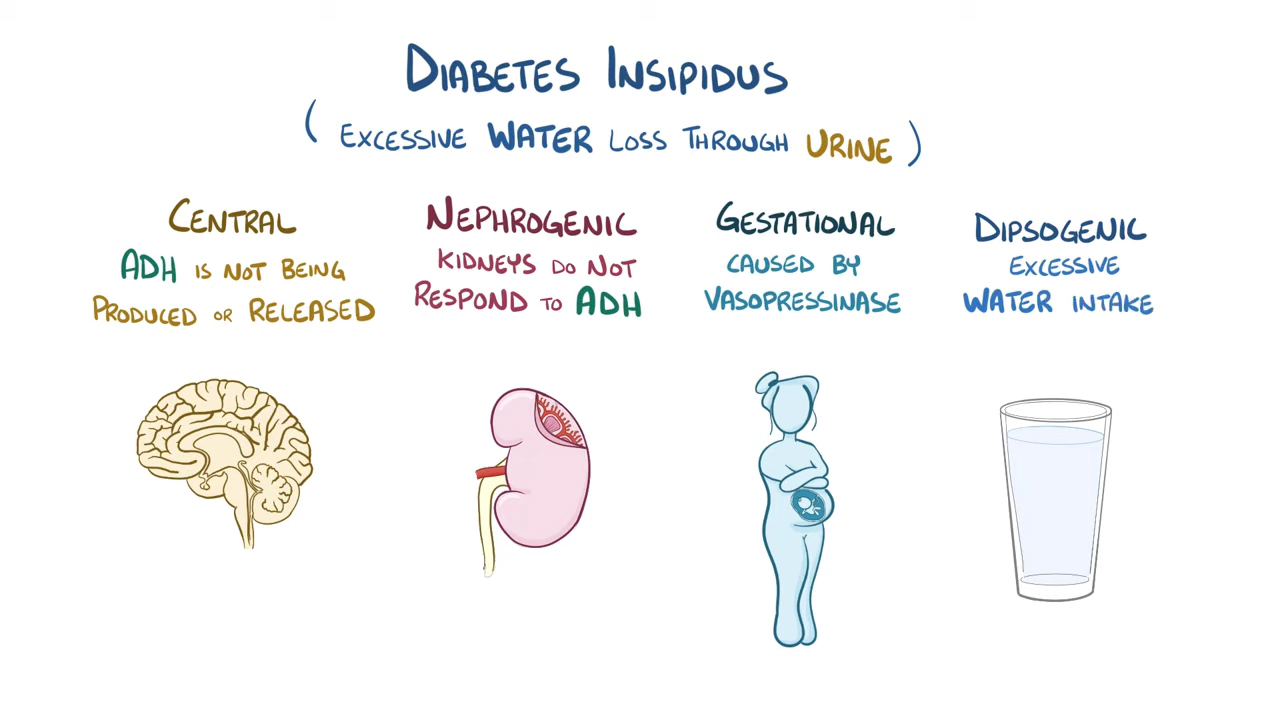 DIABETES INSIPIDUS
(EXCESSIVE WATER LOSS THROUGH URINE)
CENTRAL
ADH IS NOT BEING
PRODUCED OR RELEASED
NEPHROGENIC
KIDNEYS DO NOT
RESPOND TO ADH
GESTATIONAL
CAUSED BY
VASOPRESSINASE
DIPSOGENIC
EXCESSIVE
WATER INTAKE